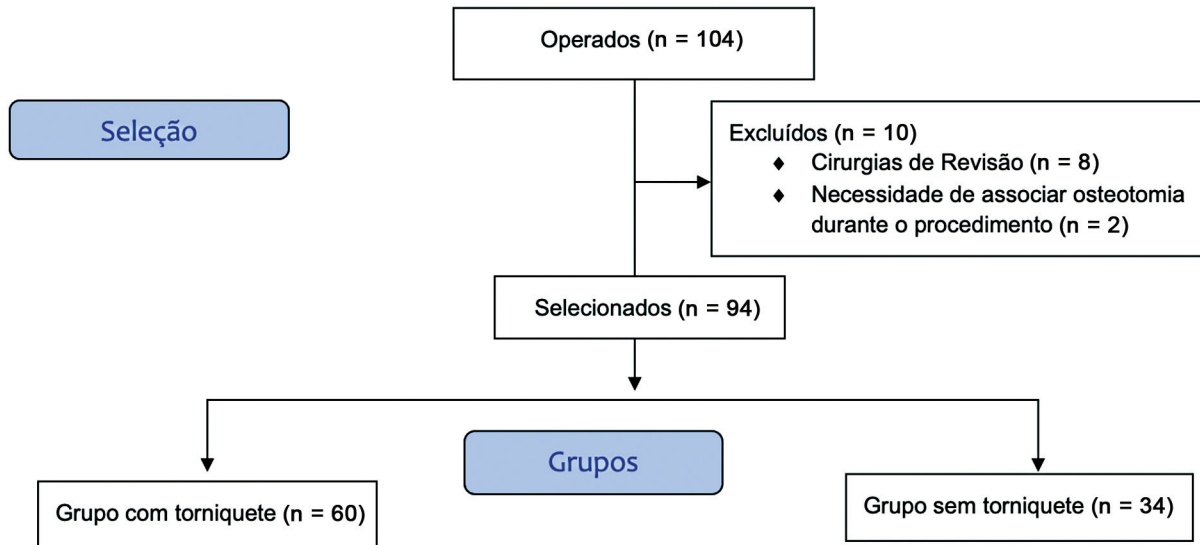 Operados (n = 104)
Seleção
Excluídos (n = 10)
♦ Cirurgias de Revisão (n = 8)
♦ Necessidade de associar osteotomia
durante o procedimento (n = 2)
Selecionados (n = 94)
Grupos
Grupo com torniquete (n = 60)
Grupo sem torniquete (n = 34)